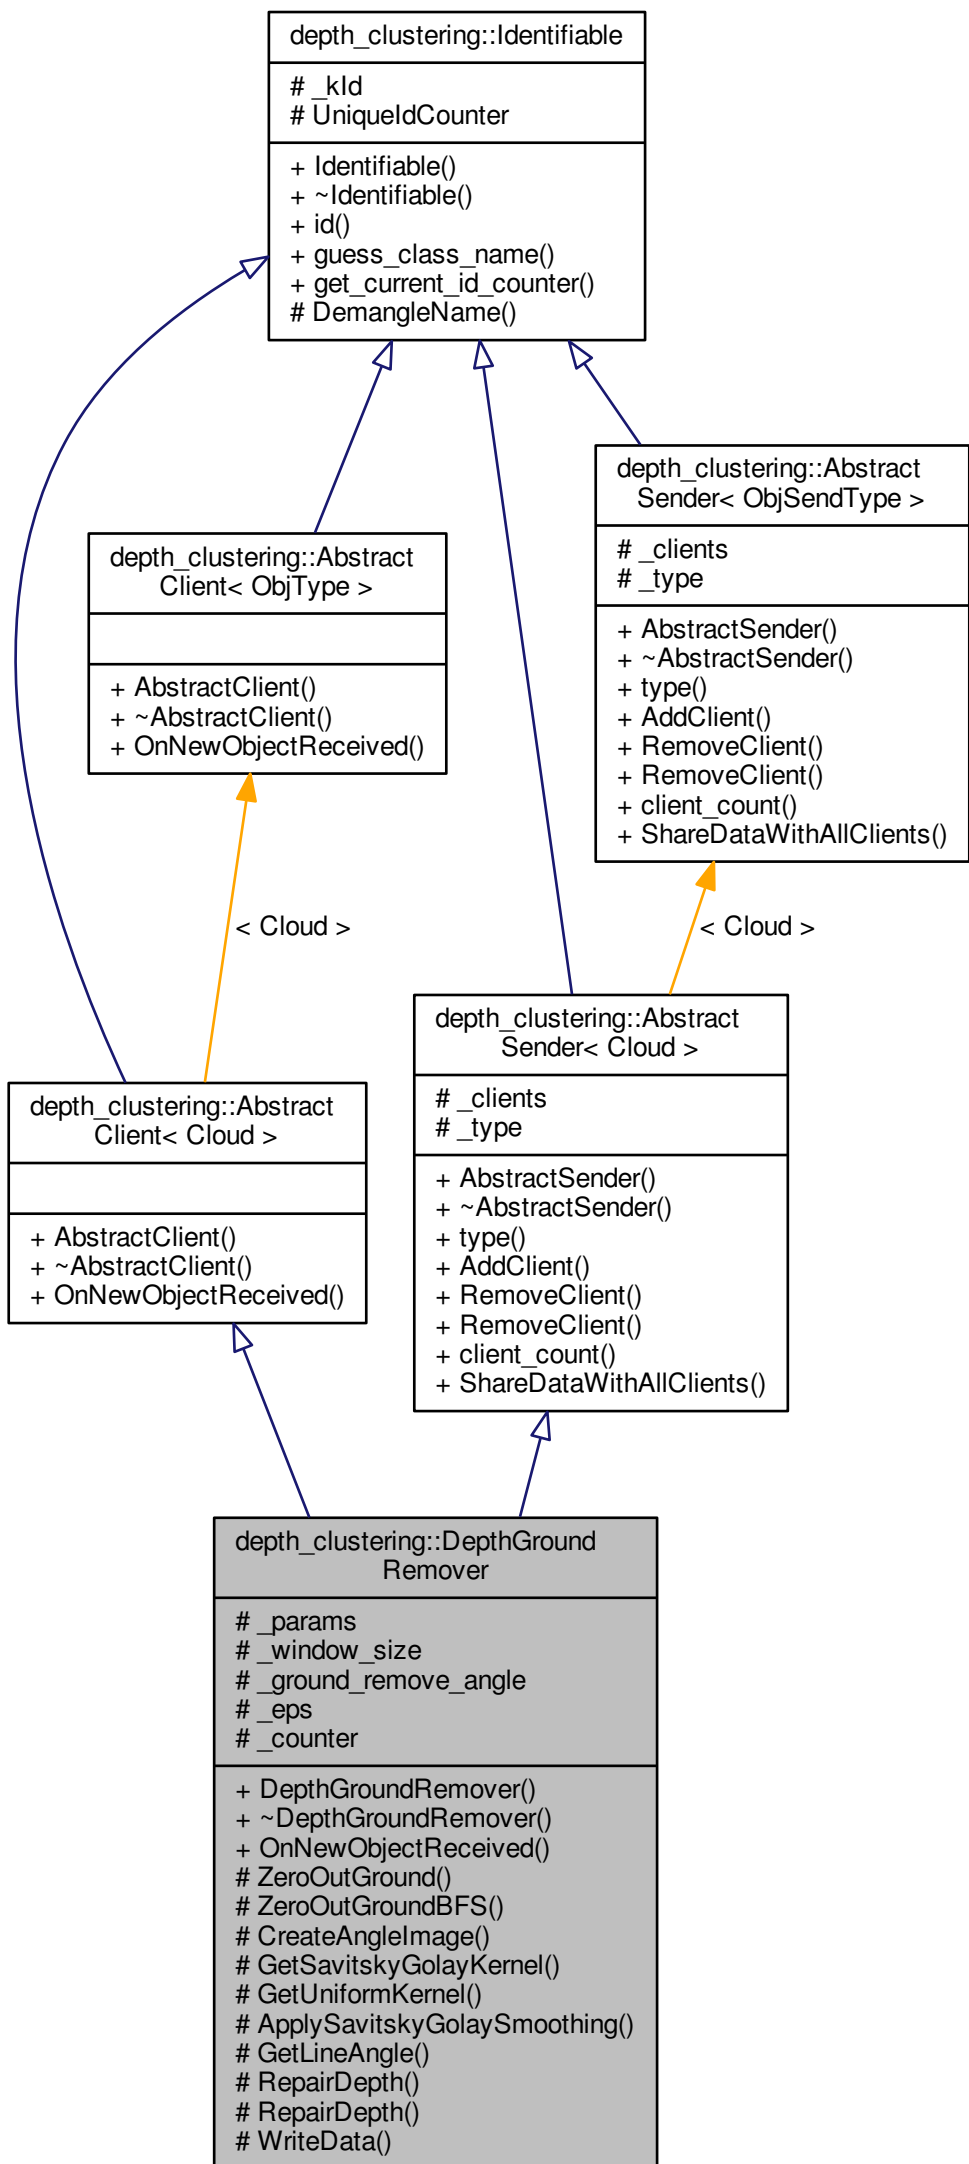 depth_clustering::Identifiable
# _kId
# UniqueIdCounter
+ Identifiable()
+ ~Identifiable()
+ id()
+ guess_class_name()
+ get_current_id_counter()
# DemangleName()
depth_clustering::Abstract
Sender< ObjSendType >
# _clients
# _type
+ AbstractSender()
+ ~AbstractSender()
+ type()
+ AddClient()
+ RemoveClient()
+ RemoveClient()
+ client_count()
+ ShareDataWithAllClients()
depth_clustering::Abstract
Client< ObjType >
+ AbstractClient()
+ ~AbstractClient()
+ OnNewObjectReceived()
< Cloud >
< Cloud >
depth_clustering::Abstract
Sender< Cloud >
# _clients
# _type
+ AbstractSender()
+ ~AbstractSender()
+ type()
+ AddClient()
+ RemoveClient()
+ RemoveClient()
+ client_count()
+ ShareDataWithAllClients()
depth_clustering::Abstract
Client< Cloud >
+ AbstractClient()
+ ~AbstractClient()
+ OnNewObjectReceived()
depth_clustering::DepthGround
Remover
# _params
# _window_size
# _ground_remove_angle
# _eps
# _counter
+ DepthGroundRemover()
+ ~DepthGroundRemover()
+ OnNewObjectReceived()
# ZeroOutGround()
# ZeroOutGroundBFS()
# CreateAngleImage()
# GetSavitskyGolayKernel()
# GetUniformKernel()
# ApplySavitskyGolaySmoothing()
# GetLineAngle()
# RepairDepth()
# RepairDepth()
# WriteData()